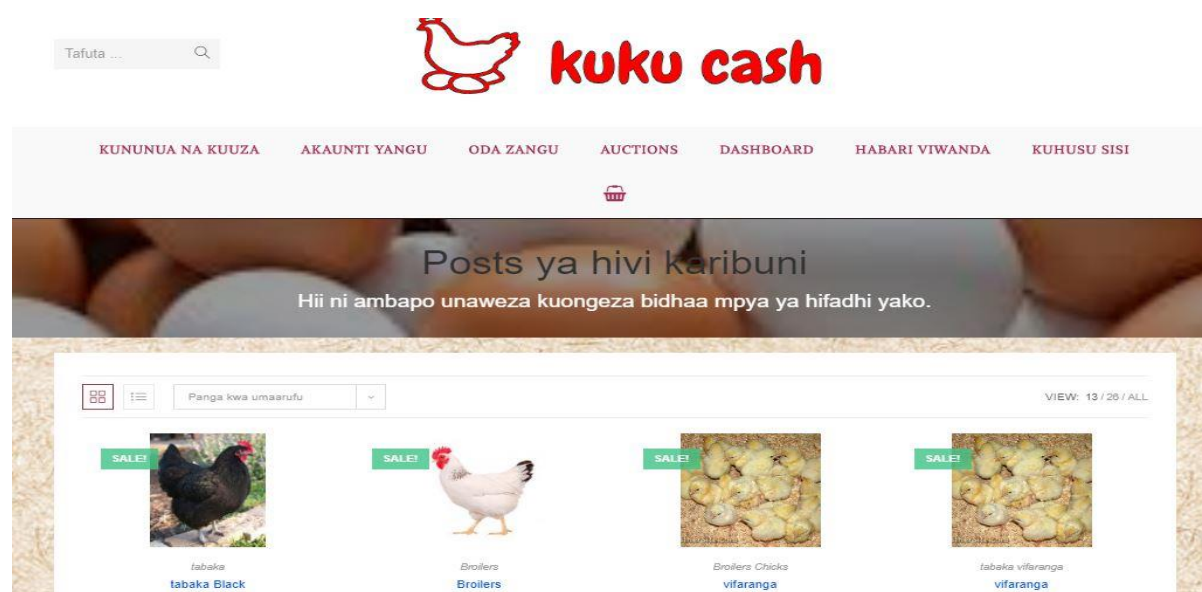 Tafuta ...
kuku cash
KUNUNUA NA KUUZA AKAUNTI YANGU ODA ZANGU AUCTIONS DASHBOARD HABARI VIWANDA KUHUSU SISI
Posts ya hivi karibuni
Hii ni ambapo unaweza kuongeza bidhaa mpya ya hifadhi yako.
Panga kwa umaarufu VIEW: 13 / 26 / ALL
SALE! SALE! SALE! SALE!
tabaka Broilers Broilers Chicks tabaka vifaranga
tabaka Black Broilers vifaranga vifaranga